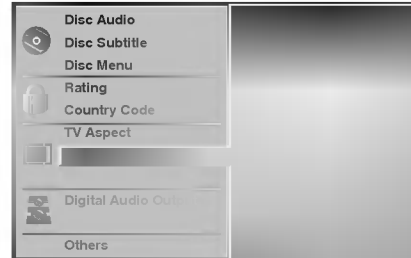 Disc Audio
Disc Subtitle
Disc Menu
Rating
Country Code
TV Aspect
Digital Audio Out
Others